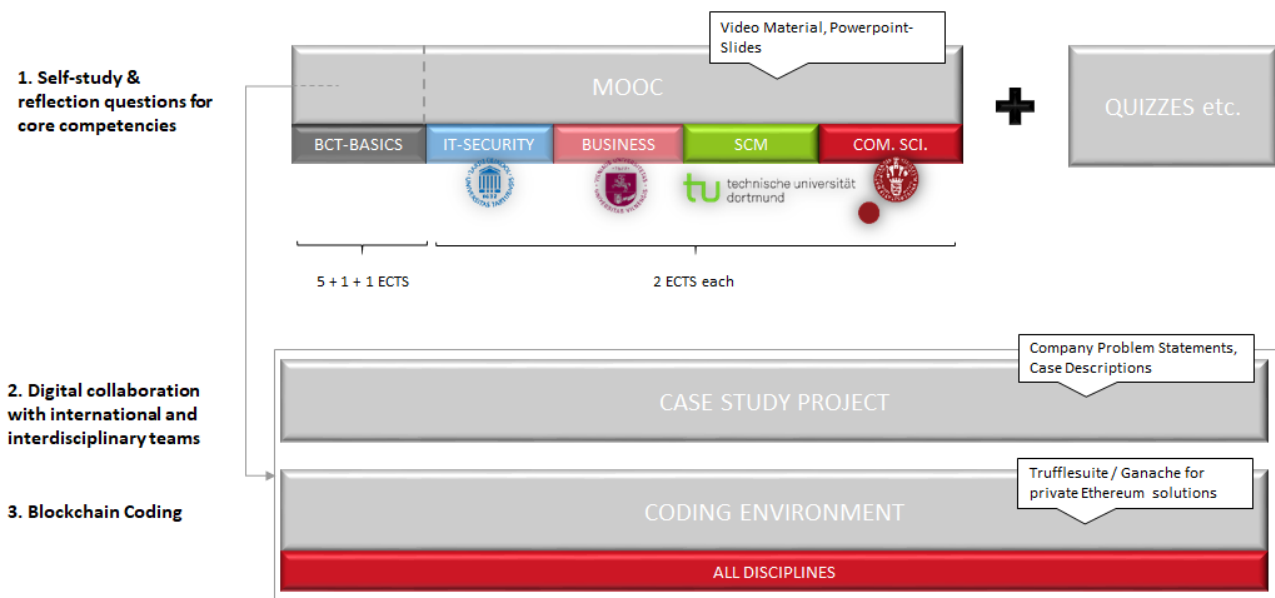 Video Material, Powerpoint-
Slides
1. Self-study &
reflection questions for
core competencies
MOOC
QUIZZES etc.
BCT-BASICS
IT-SECURITY
BUSINESS
SCM
COM. SCI.
1632
tu technische universität
dortmund
5 + 1 + 1 ECTS
2 ECTS each
Company Problem Statements,
Case Descriptions
2. Digital collaboration
with international and
interdisciplinary teams
CASE STUDY PROJECT
Trufflesuite / Ganache for
private Ethereum solutions
3. Blockchain Coding
CODING ENVIRONMENT
ALL DISCIPLINES